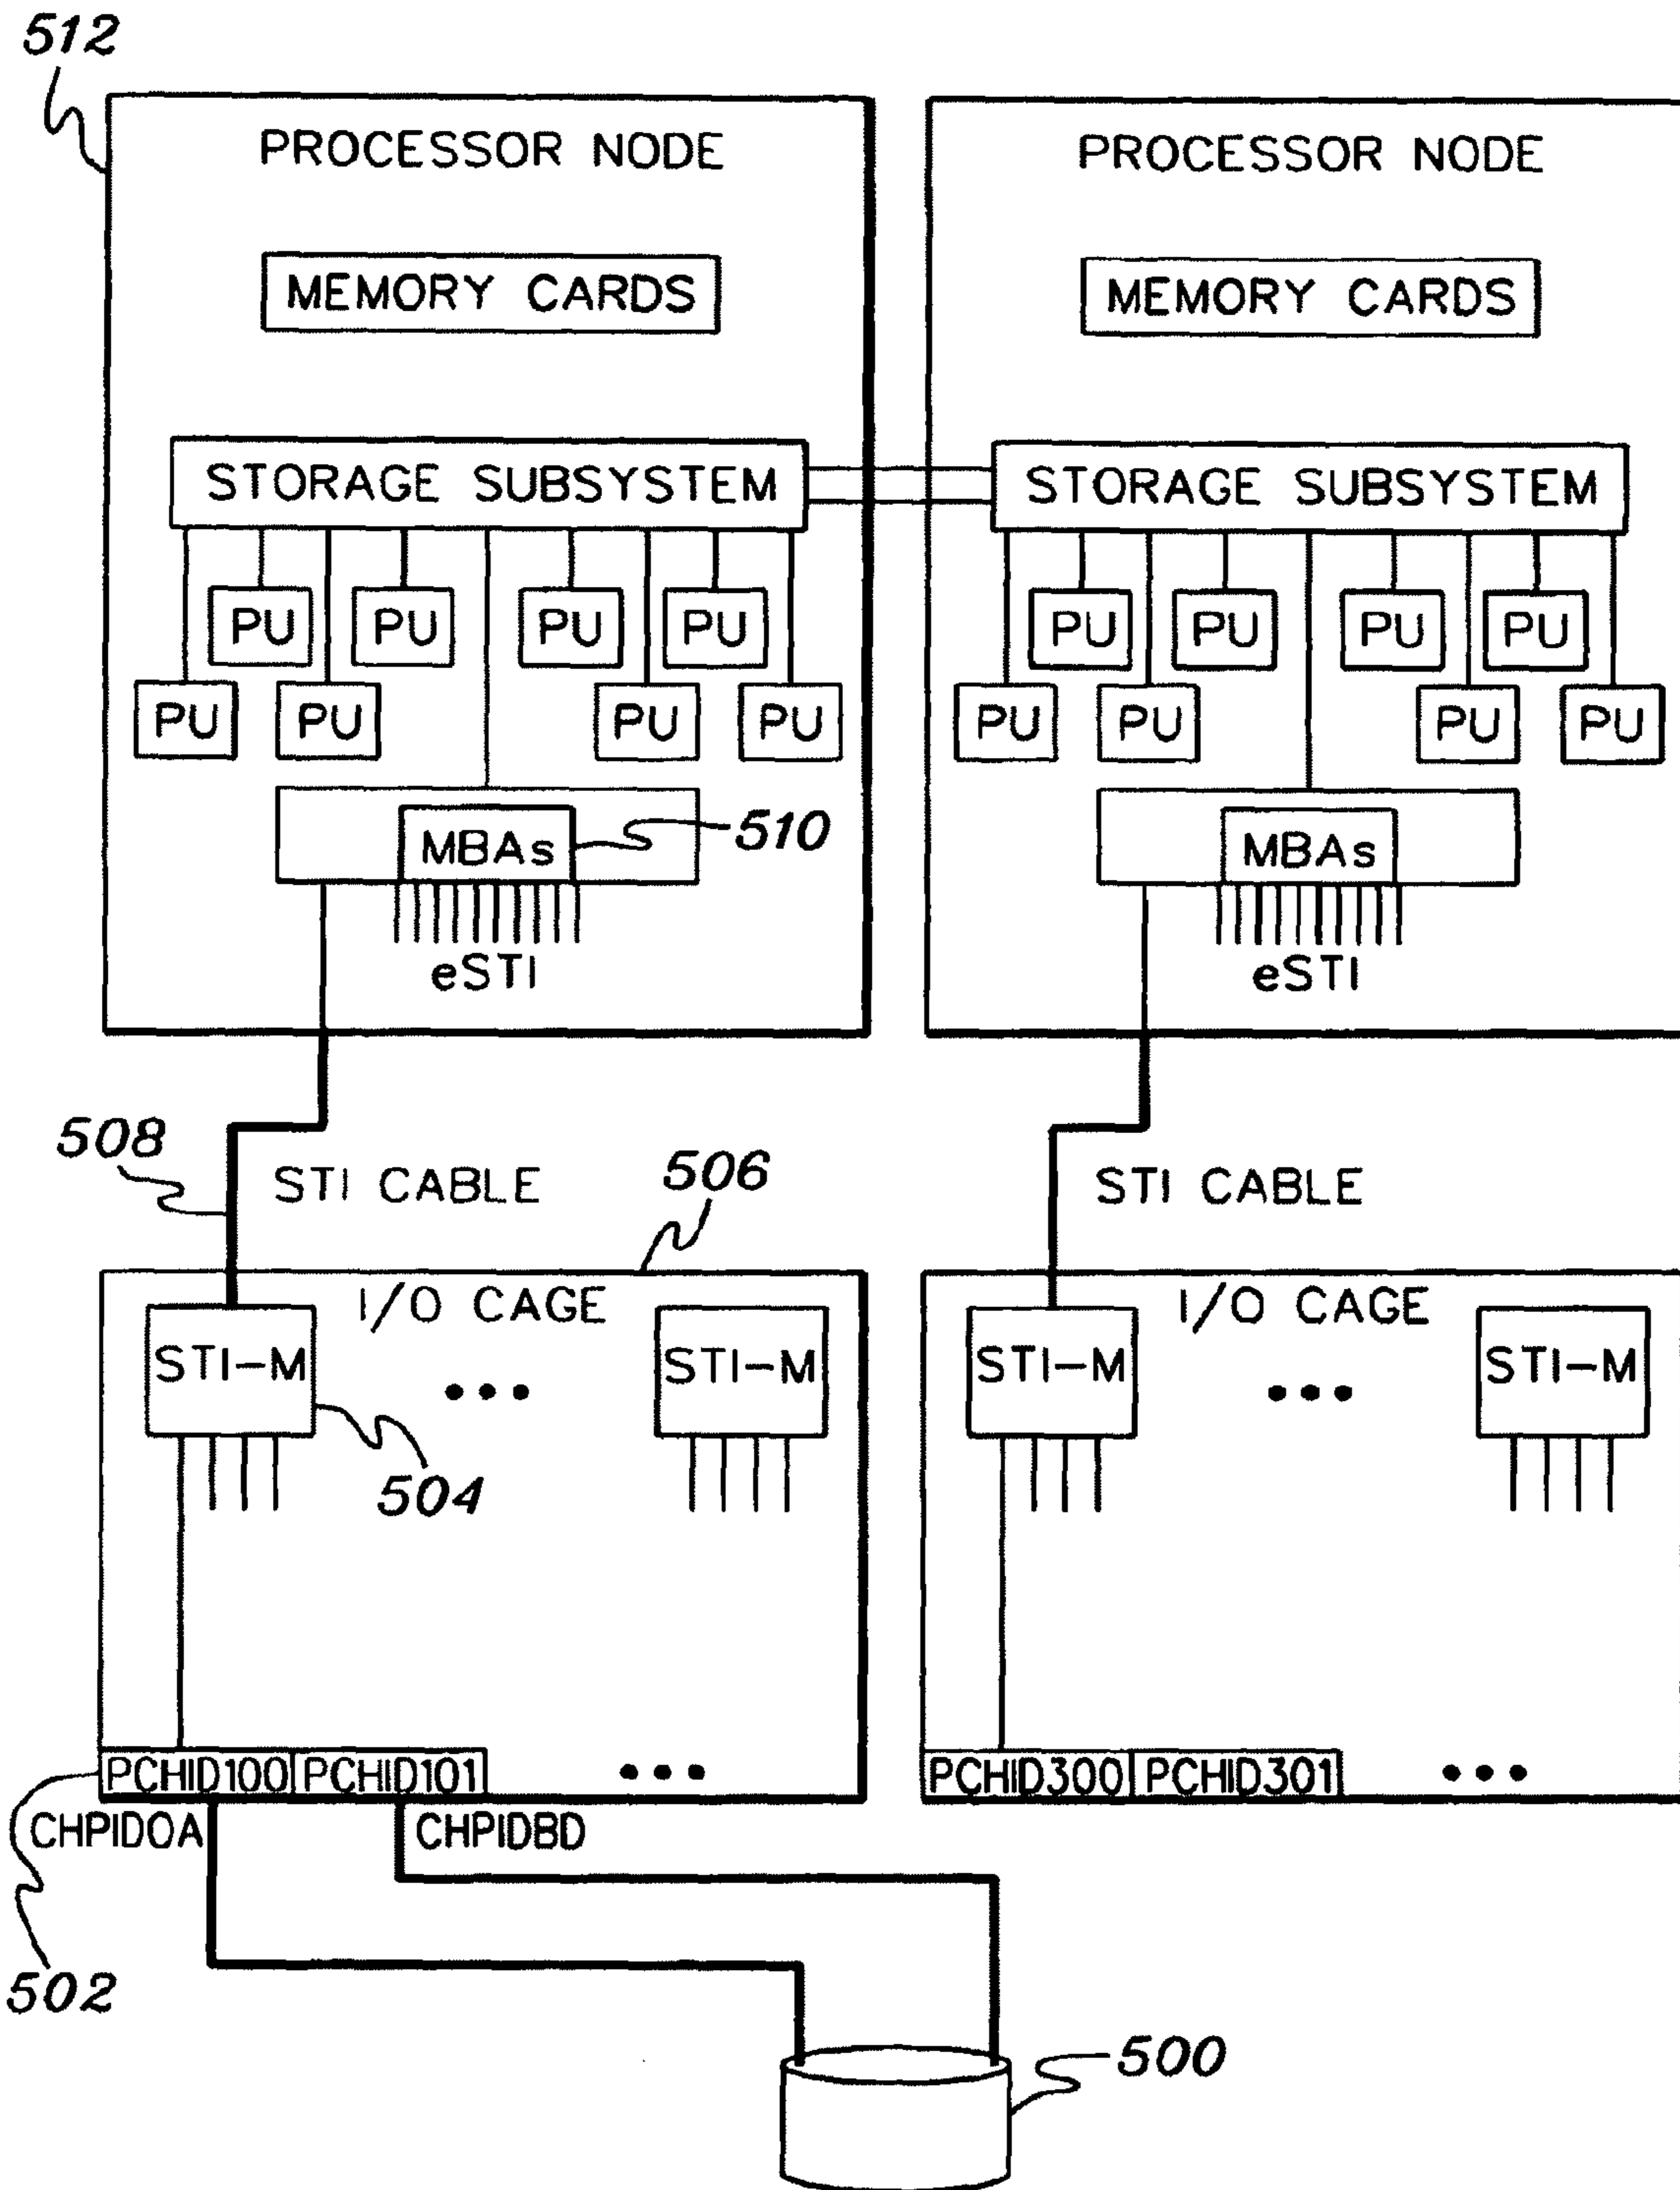 512
PROCESSOR NODE
PROCESSOR NODE
MEMORY CARDS
MEMORY CARDS
STORAGE SUBSYSTEM
STORAGE SUBSYSTEM
PU PU PU PU
PU PU PU PU
PU PU PU PU
PU PU PU PU
MBAs
510
MBAs
eSTI
eSTI
508
STI CABLE
506
STI CABLE
I/O CAGE
I/O CAGE
STI-M
•••
STI-M
STI-M
•••
STI-M
504
PCHID100 PCHID101 •••
PCHID300 PCHID301 •••
CHPID0A
CHPIDBD
502
500